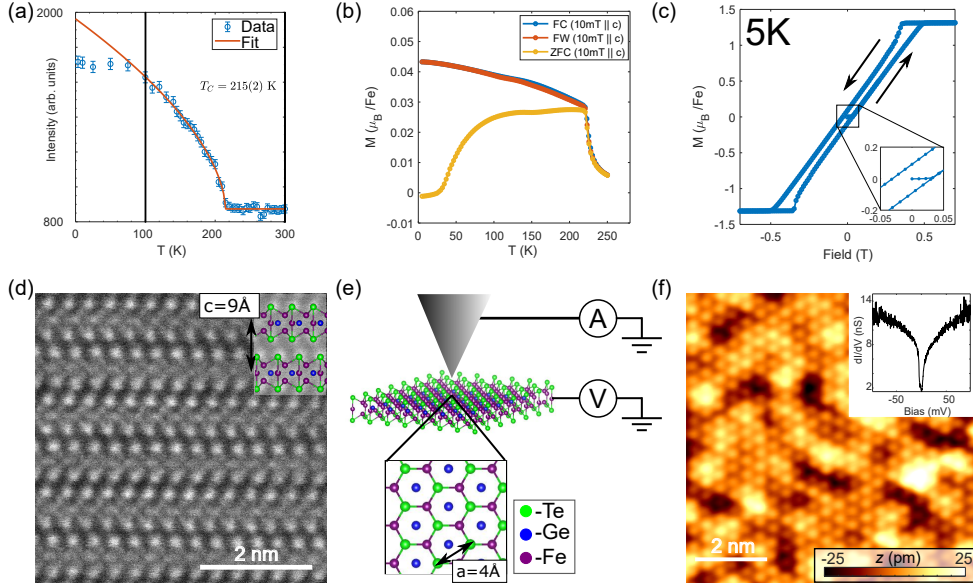 (a)
2000
Intensity (arb. units)
800
Data
Fit
T_C = 215(2) K
0
100
200
300
T (K)
(b)
0.06
0.05
0.04
0.03
0.02
0.01
0
-0.01
M (μ_B /Fe)
FC (10mT || c)
FW (10mT || c)
ZFC (10mT || c)
0
50
100
150
200
250
T (K)
(c)
5K
1.5
1
0.5
0
-0.5
-1
-1.5
M (μ_B/Fe)
0.2
0
-0.2
-0.05
0
0.05
-0.5
0
0.5
Field (T)
(d)
c=9Å
2 nm
(e)
A
V
-Te
-Ge
-Fe
a=4Å
(f)
14
8
2
dI/dV (nS)
-50
50
Bias (mV)
2 nm
-25
z (pm)
25